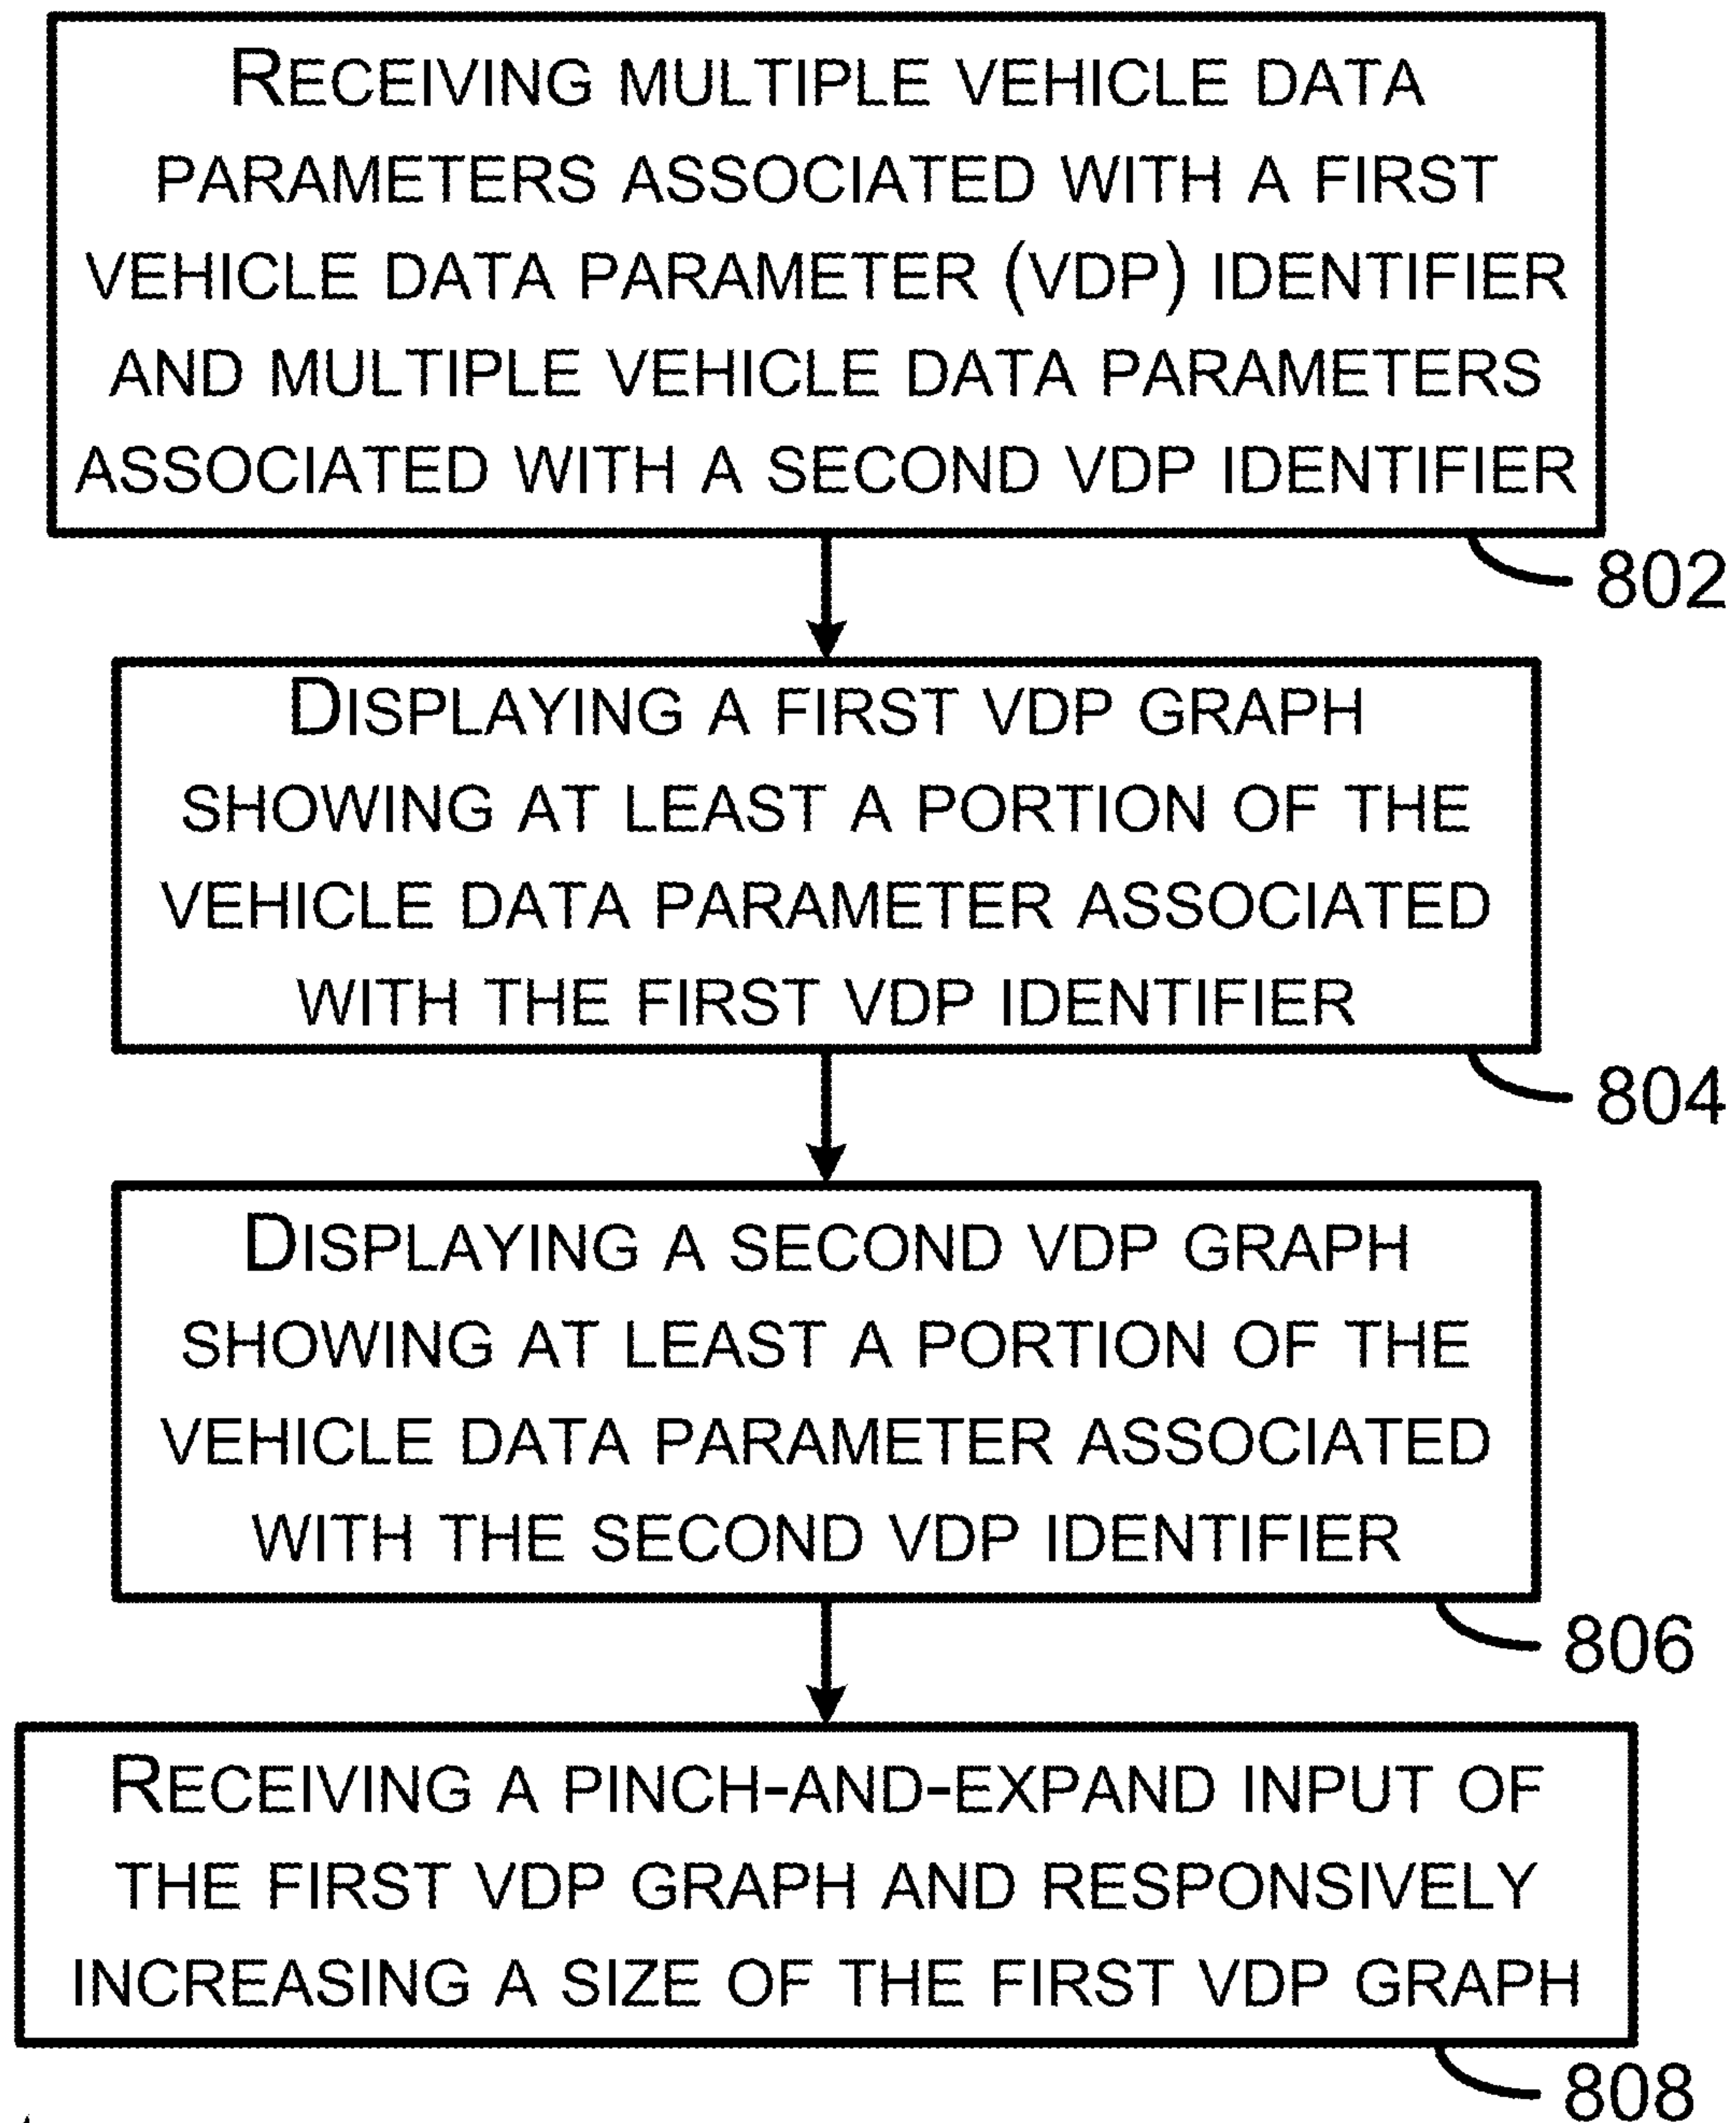 RECEIVING MULTIPLE VEHICLE DATA
PARAMETERS ASSOCIATED WITH A FIRST
VEHICLE DATA PARAMETER (VDP) IDENTIFIER
AND MULTIPLE VEHICLE DATA PARAMETERS
ASSOCIATED WITH A SECOND VDP IDENTIFIER
802
DISPLAYING A FIRST VDP GRAPH
SHOWING AT LEAST A PORTION OF THE
VEHICLE DATA PARAMETER ASSOCIATED
WITH THE FIRST VDP IDENTIFIER
804
DISPLAYING A SECOND VDP GRAPH
SHOWING AT LEAST A PORTION OF THE
VEHICLE DATA PARAMETER ASSOCIATED
WITH THE SECOND VDP IDENTIFIER
806
RECEIVING A PINCH-AND-EXPAND INPUT OF
THE FIRST VDP GRAPH AND RESPONSIVELY
INCREASING A SIZE OF THE FIRST VDP GRAPH
808